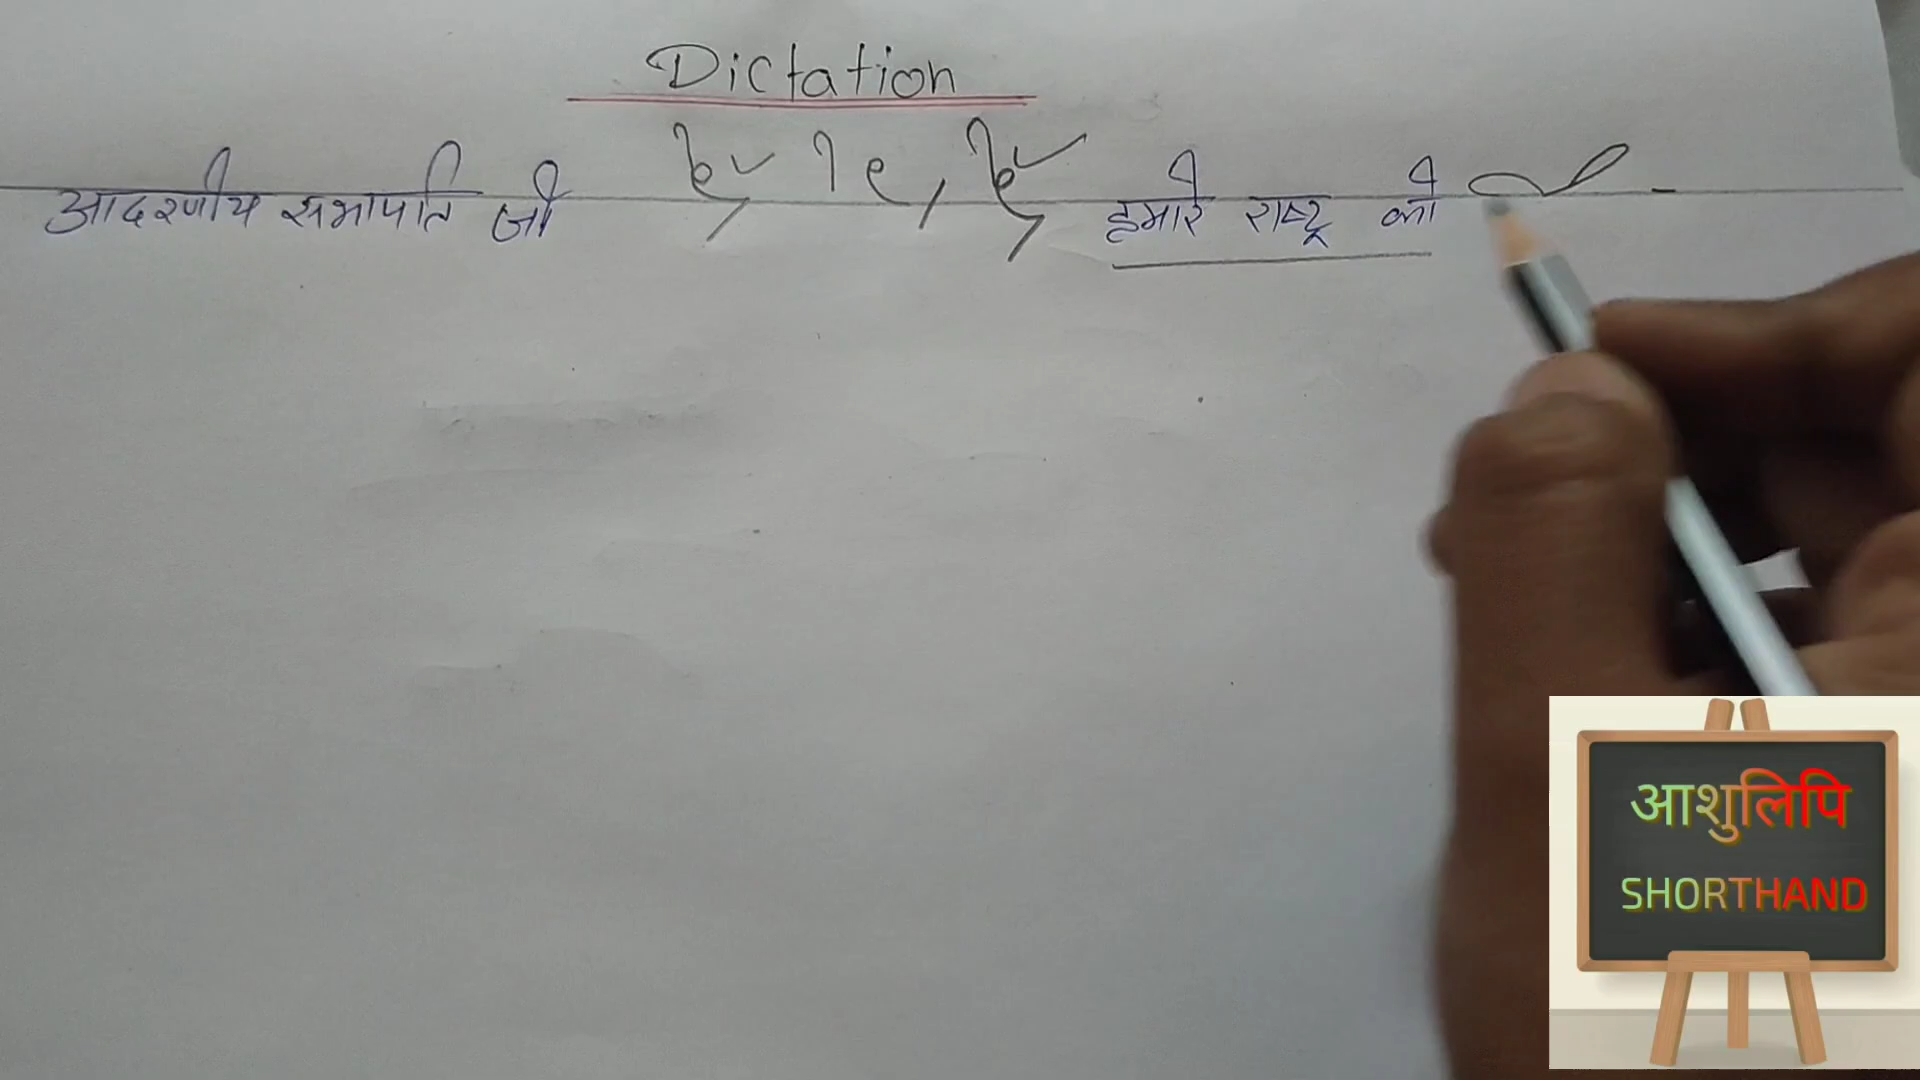 Dictation
आदरणीय सभापति जी हमारे राष्ट्र की
आशुलिपि
SHORTHAND